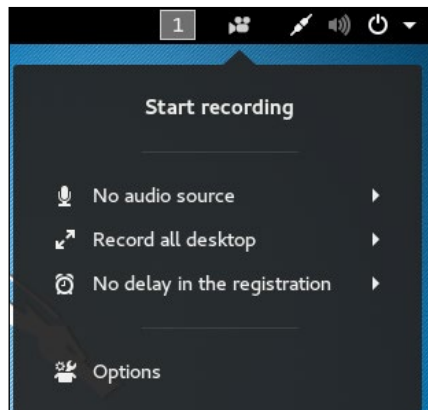 1
Start recording
No audio source
Record all desktop
No delay in the registration
Options